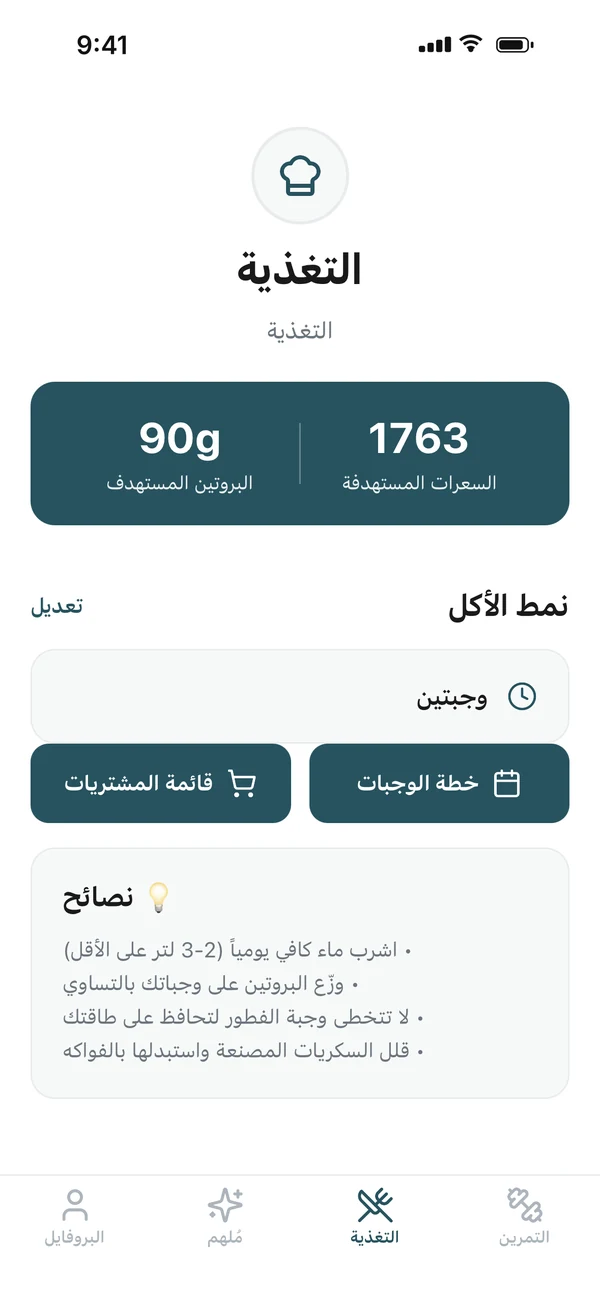 9:41
التغذية
التغذية
1763
السعرات المستهدفة
90g
البروتين المستهدف
نمط الأكل
تعديل
وجبتين
خطة الوجبات
قائمة المشتريات
💡 نصائح
• اشرب ماء كافي يومياً (2-3 لتر على الأقل)
• وزّع البروتين على وجباتك بالتساوي
• لا تتخطى وجبة الفطور لتحافظ على طاقتك
• قلل السكريات المصنعة واستبدلها بالفواكه
التمرين
التغذية
مُلهم
البروفايل